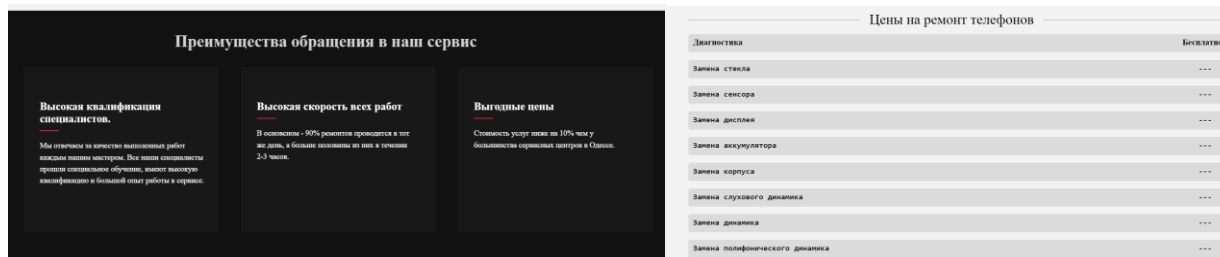 Преимущества обращения в наш сервис
Высокая квалификация
специалистов.
Мы отвечаем за качество выполненных работ
каждым нашим мастером. Все наши специалисты
прошли специальное обучение, имеют высокую
квалификацию и большой опыт работы в сервисе.
Высокая скорость всех работ
В основном - 90% ремонтов проводится в тот
же день, а больше половины из них в течении
2-3 часов.
Выгодные цены
Стоимость услуг ниже на 10% чем у
большинства сервисных центров в Одессе.
Цены на ремонт телефонов
Диагностика Бесплатно
Замена стекла ---
Замена сенсора ---
Замена дисплея ---
Замена аккумулятора ---
Замена корпуса ---
Замена слухового динамика ---
Замена динамика ---
Замена полифонического динамика ---